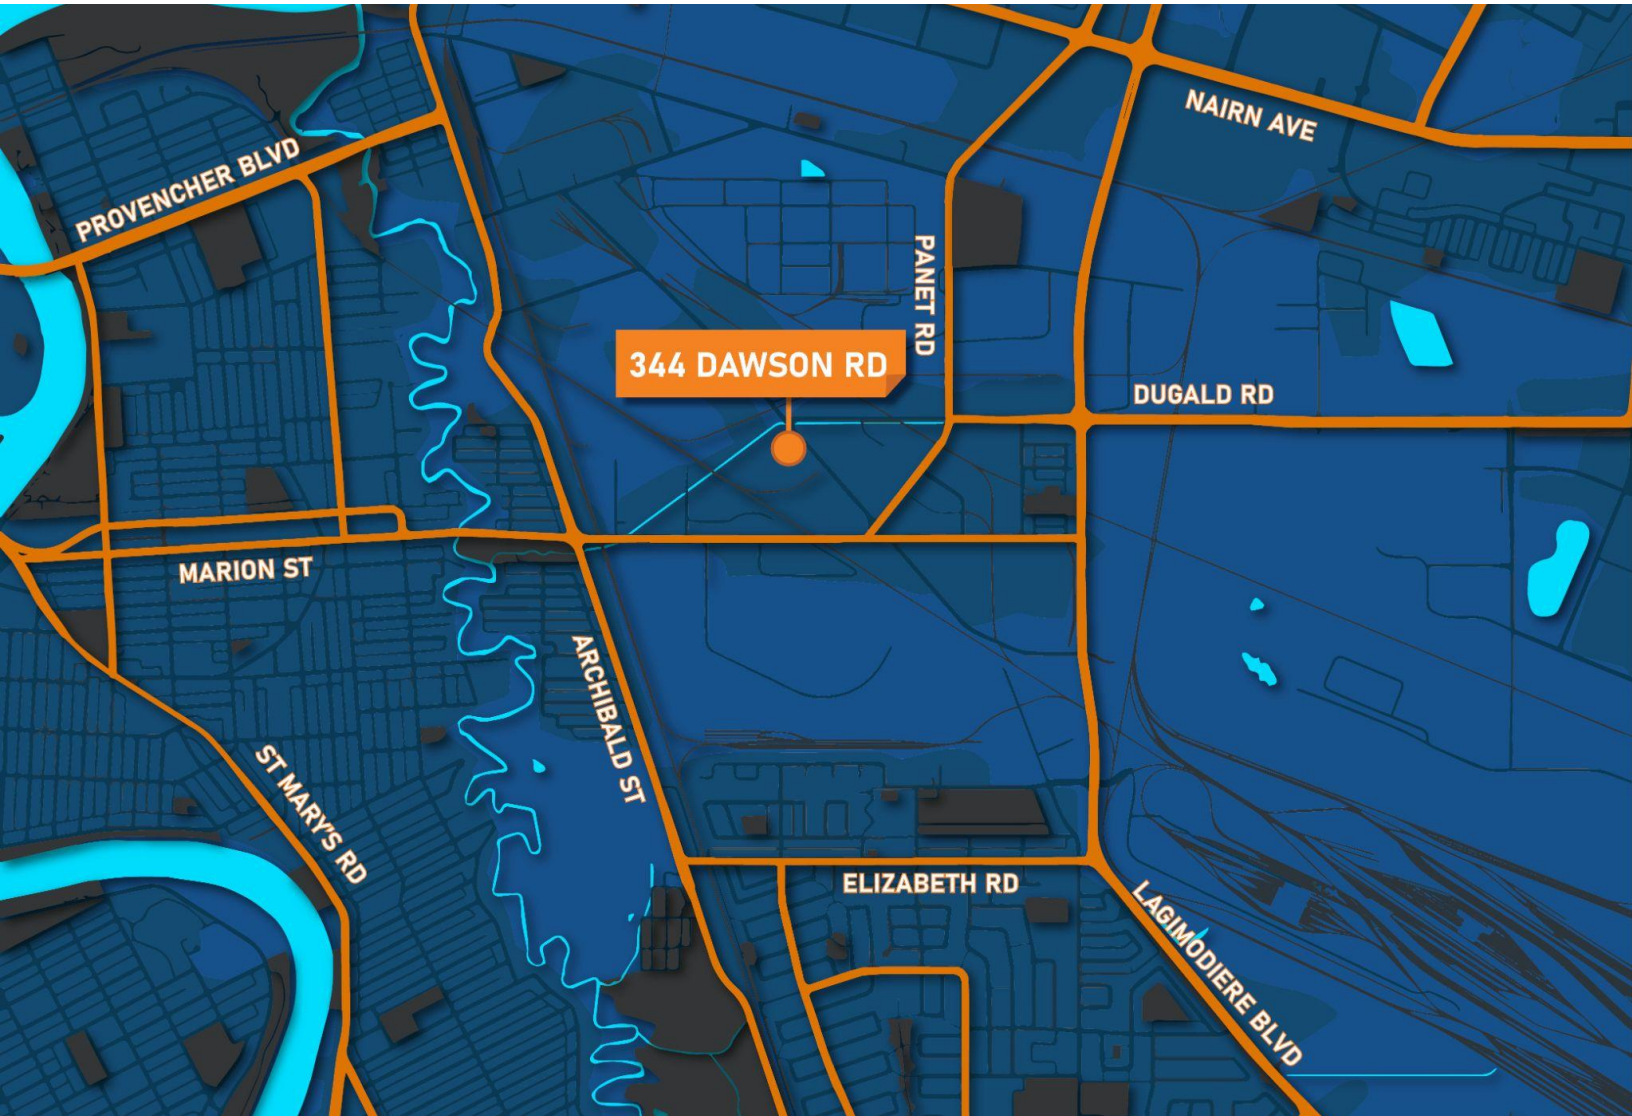 NAIRN AVE
PROVENCHER BLVD
PANET RD
344 DAWSON RD
DUGALD RD
MARION ST
ARCHIBALD ST
ST MARY'S RD
ELIZABETH RD
LAGIMODIERE BLVD